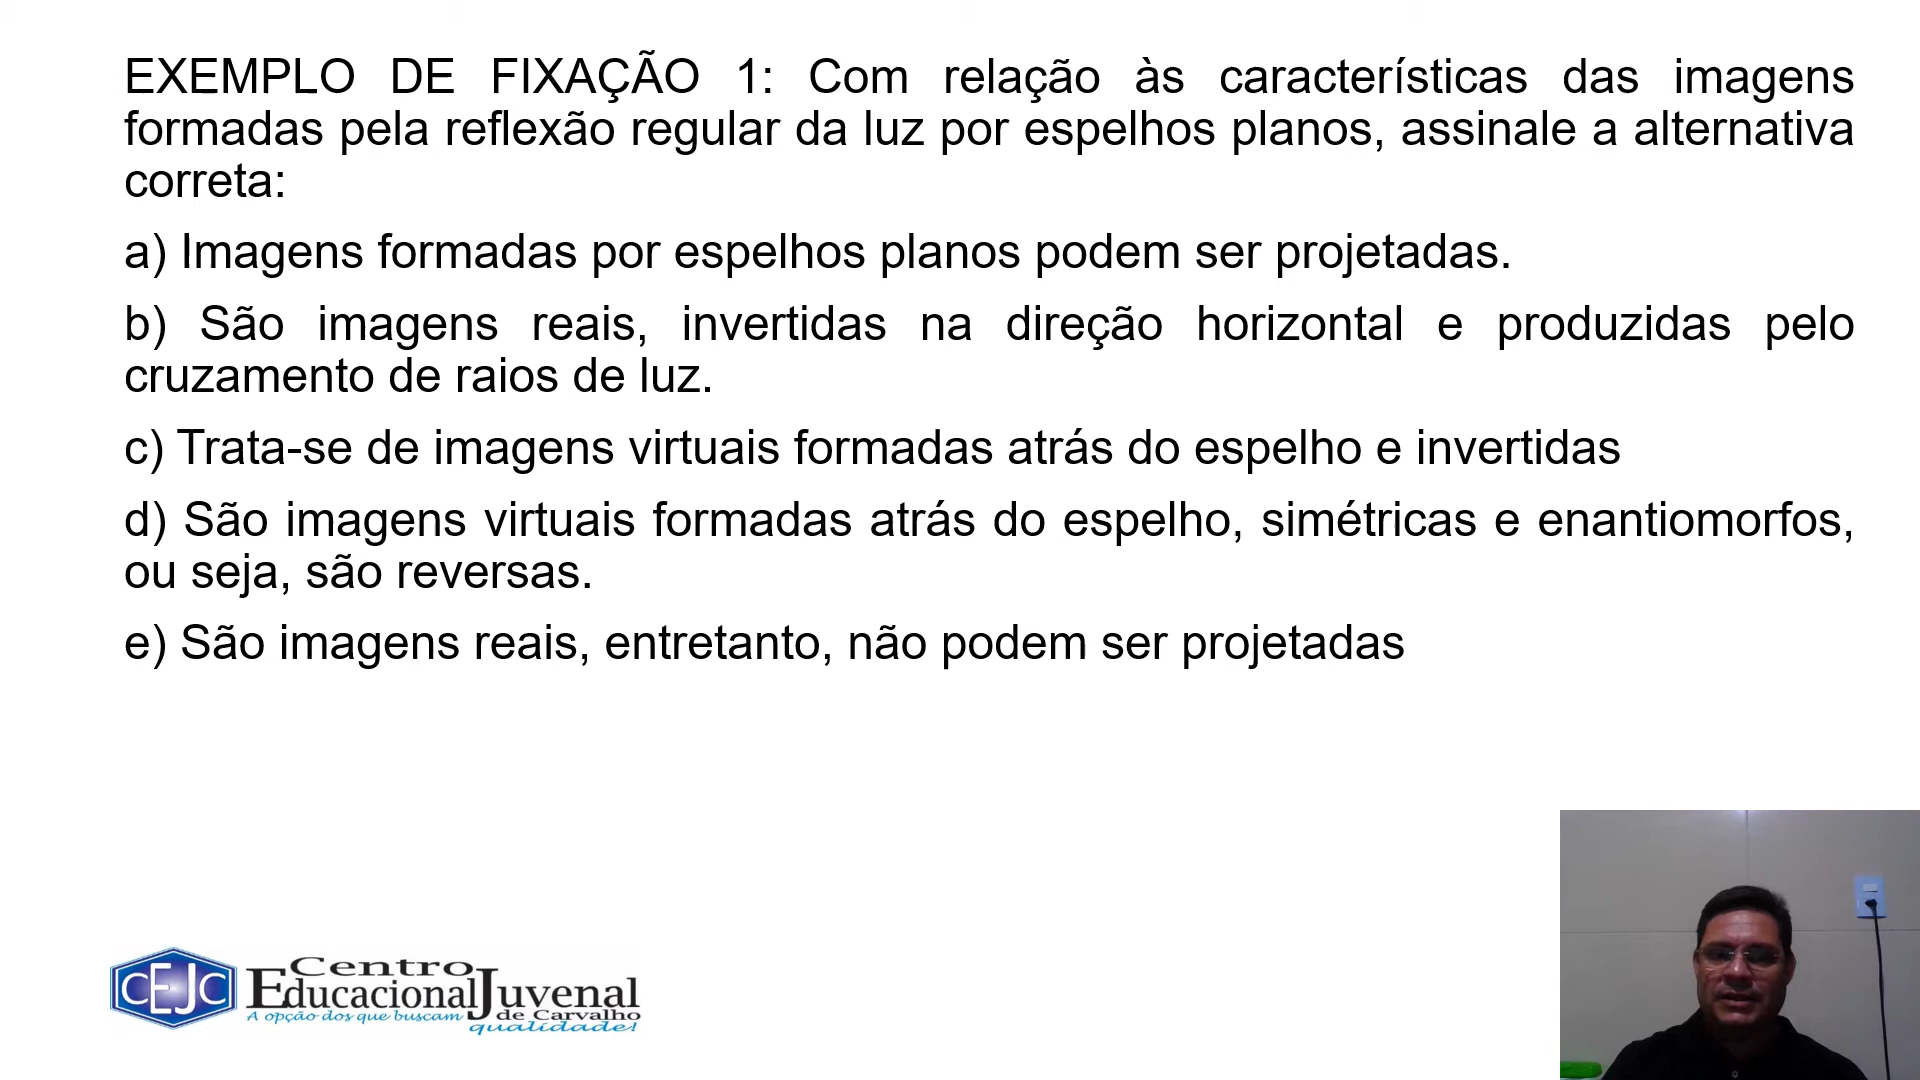 EXEMPLO DE FIXAÇÃO 1: Com relação às características das imagens
formadas pela reflexão regular da luz por espelhos planos, assinale a alternativa
correta:
a) Imagens formadas por espelhos planos podem ser projetadas.
b) São imagens reais, invertidas na direção horizontal e produzidas pelo
cruzamento de raios de luz.
c) Trata-se de imagens virtuais formadas atrás do espelho e invertidas
d) São imagens virtuais formadas atrás do espelho, simétricas e enantiomorfos,
ou seja, são reversas.
e) São imagens reais, entretanto, não podem ser projetadas
CEJC
Centro
Educacional Juvenal
de Carvalho
A opção dos que buscam
qualidade!